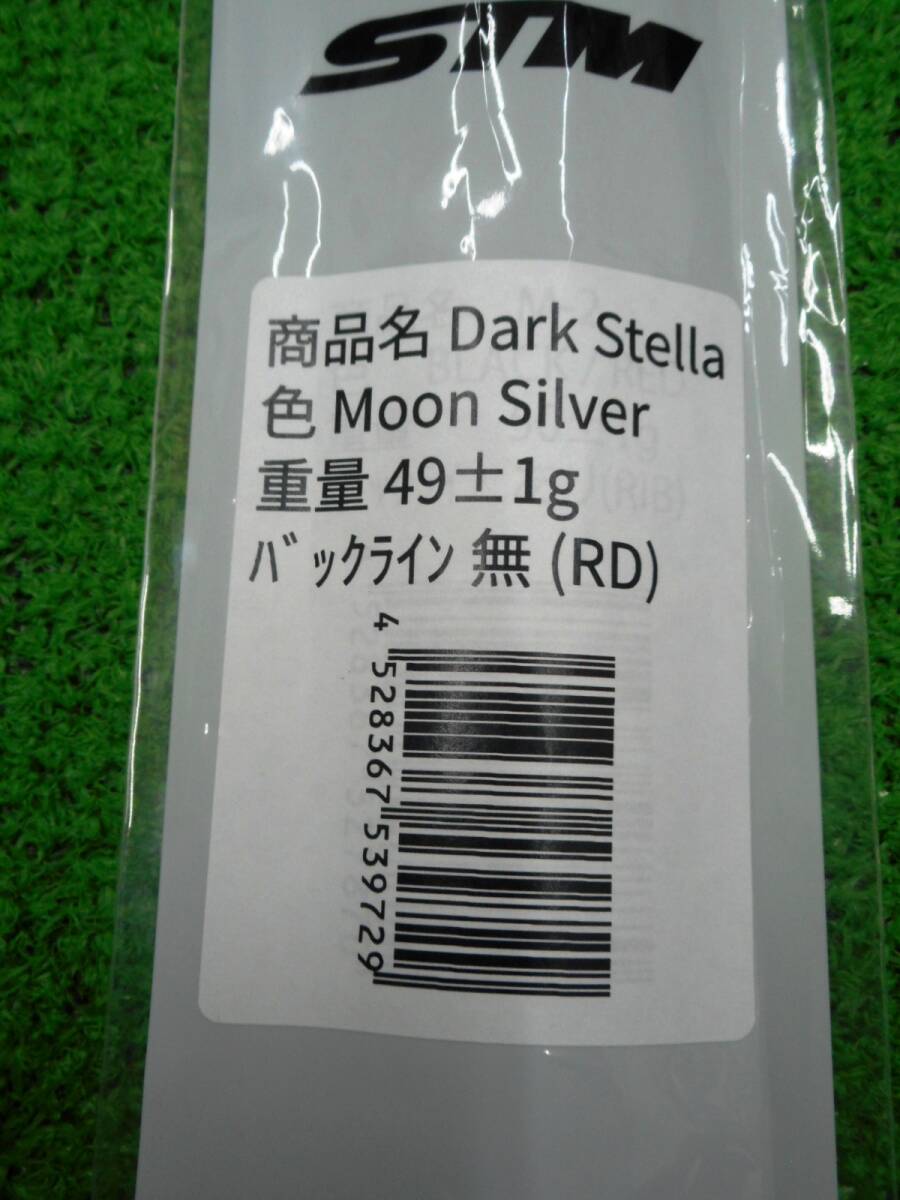 STM
商品名 Dark Stella
色 Moon Silver
重量 49±1g
ﾊﾞｯｸﾗｲﾝ 無 (RD)
4 528367 539729